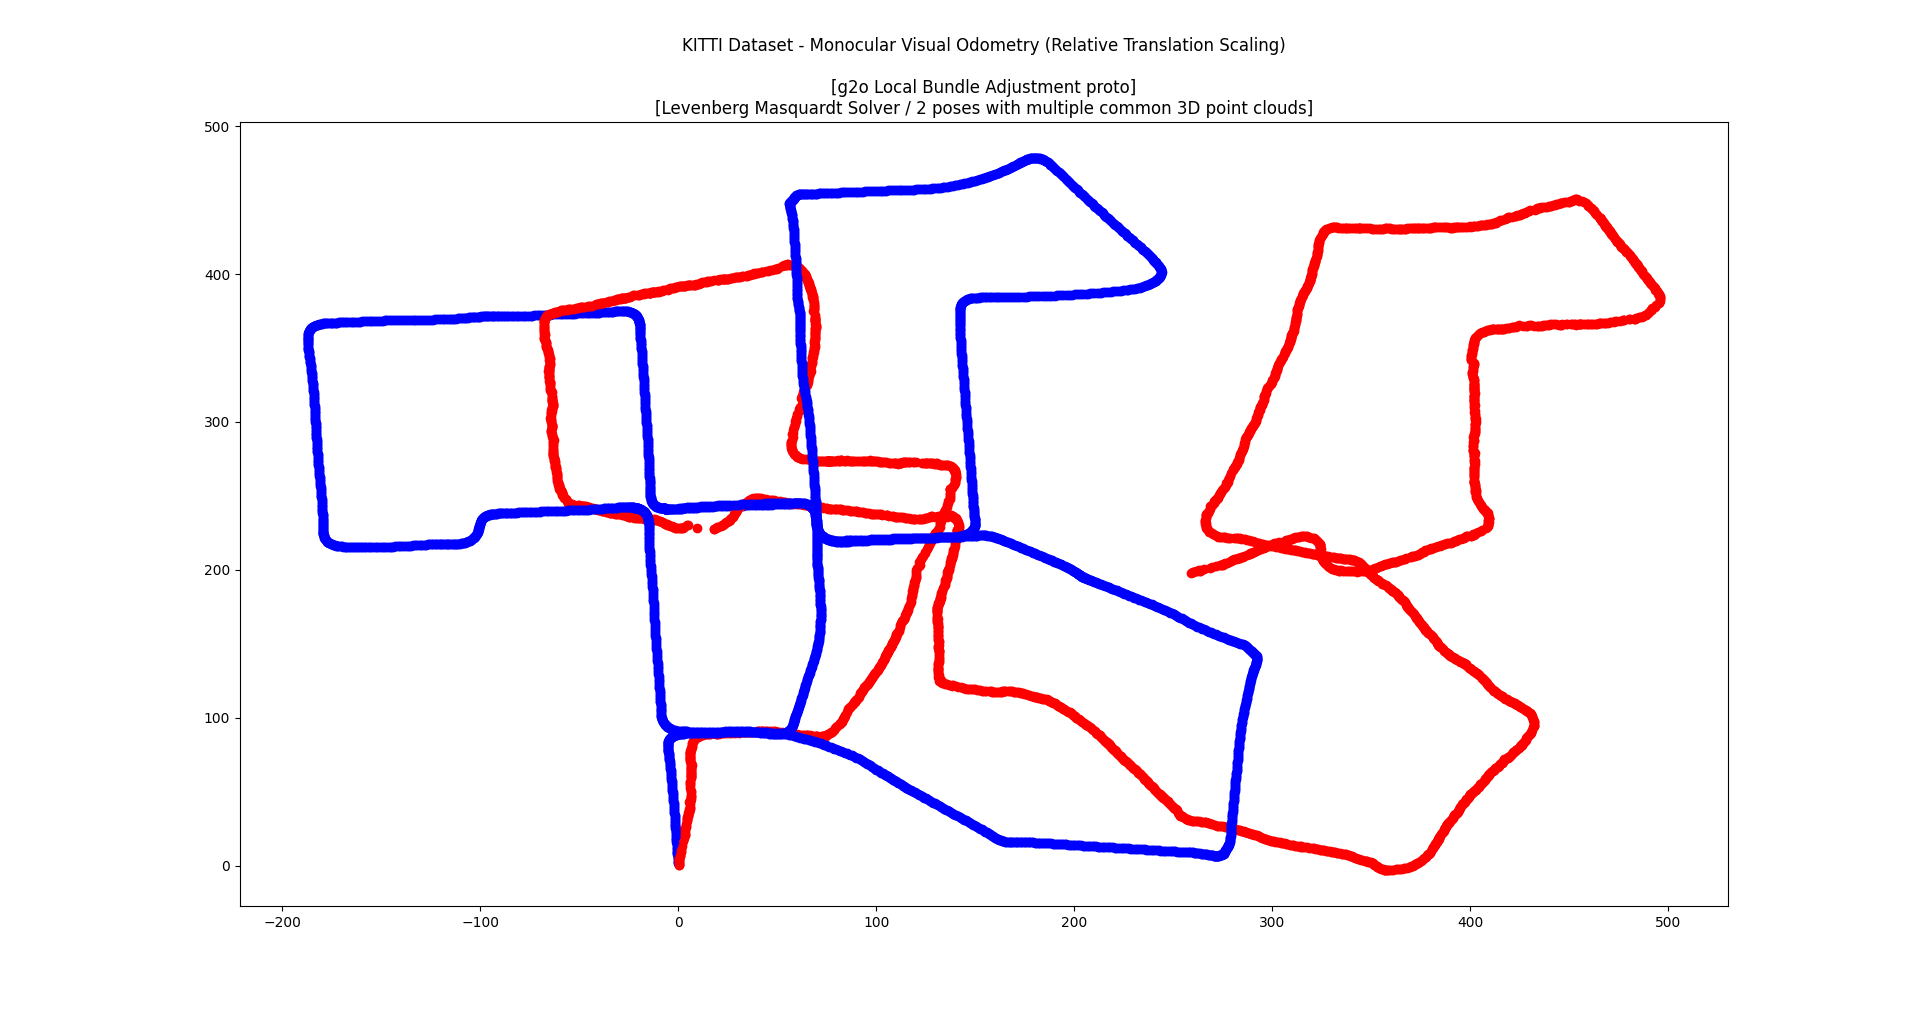 KITTI Dataset - Monocular Visual Odometry (Relative Translation Scaling)
[g2o Local Bundle Adjustment proto]
[Levenberg Masquardt Solver / 2 poses with multiple common 3D point clouds]
500
400
300
200
100
0
−200 −100 0 100 200 300 400 500